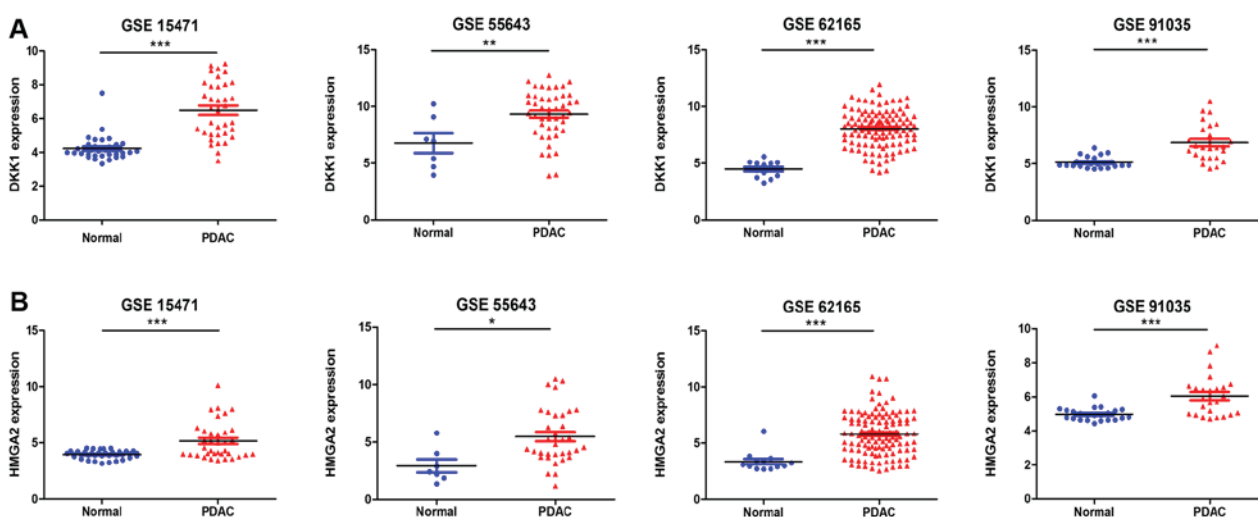 A
GSE 15471
***
DKK1 expression
10
8
6
4
2
0
Normal PDAC
GSE 55643
**
DKK1 expression
15
10
5
0
Normal PDAC
GSE 62165
***
DKK1 expression
15
10
5
0
Normal PDAC
GSE 91035
***
DKK1 expression
15
10
5
0
Normal PDAC
B
GSE 15471
***
HMGA2 expression
15
10
5
0
Normal PDAC
GSE 55643
*
HMGA2 expression
15
10
5
0
Normal PDAC
GSE 62165
***
HMGA2 expression
15
10
5
0
Normal PDAC
GSE 91035
***
HMGA2 expression
10
8
6
4
2
0
Normal PDAC